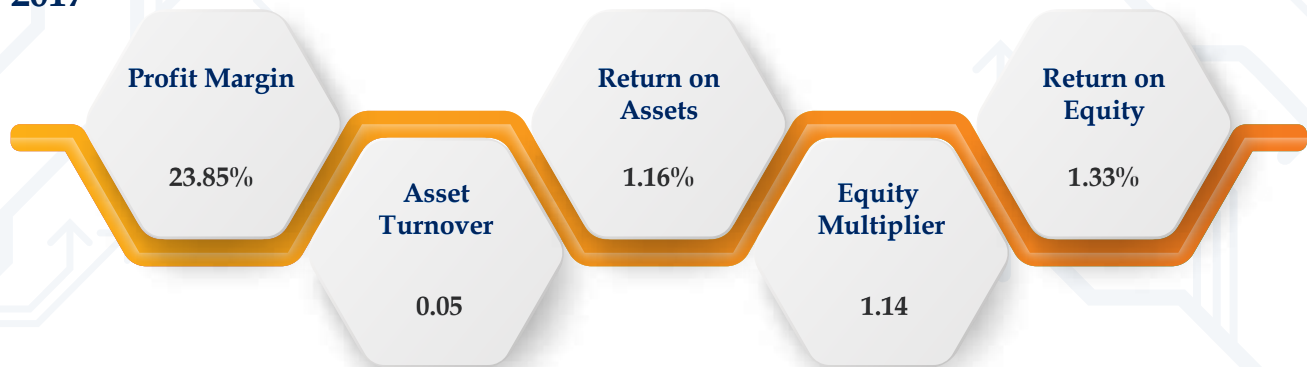 2017
Profit Margin
23.85%
Asset
Turnover
0.05
Return on
Assets
1.16%
Equity
Multiplier
1.14
Return on
Equity
1.33%